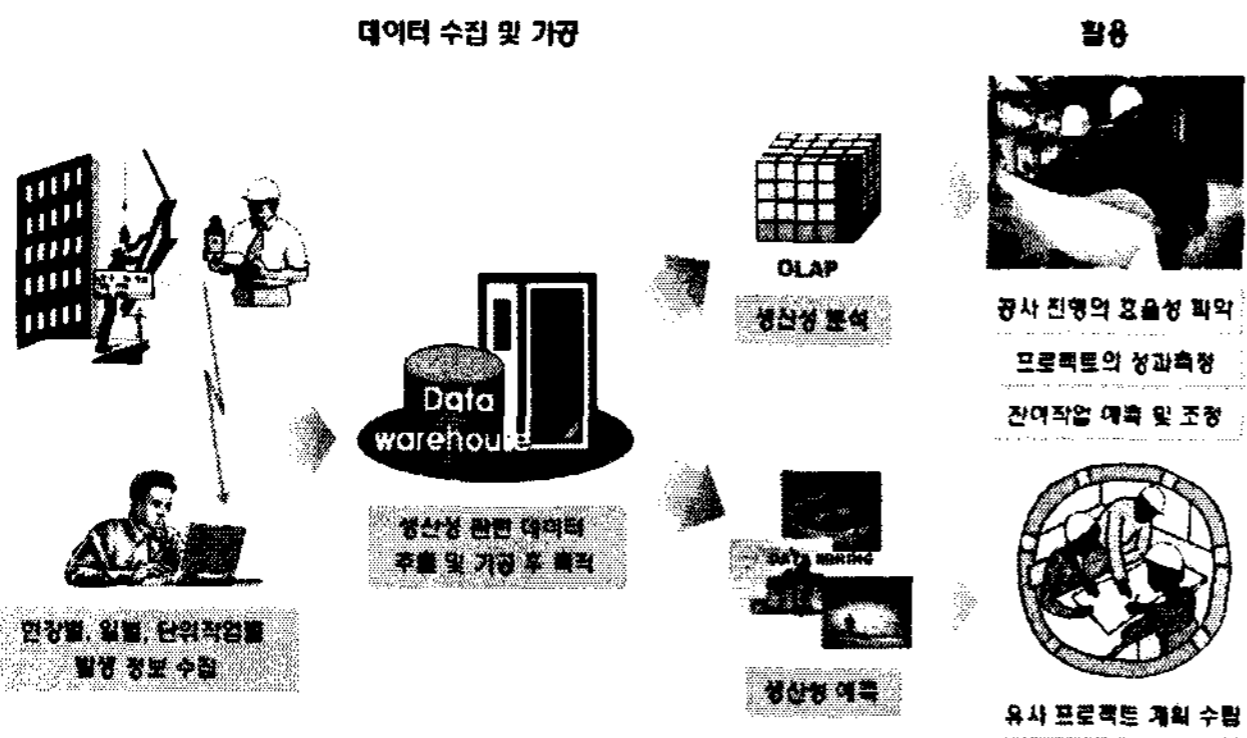 데이터 수집 및 가공
활용
OLAP
생산성 분석
공사 진행의 효율성 파악
프로젝트의 성과측정
잔여작업 예측 및 조정
Data
warehouse
생산성 관련 데이터
추출 및 가공 후 축적
DATA MINING
현장별, 일별, 단위작업별
발생 정보 수집
생산성 예측
유사 프로젝트 계획 수립